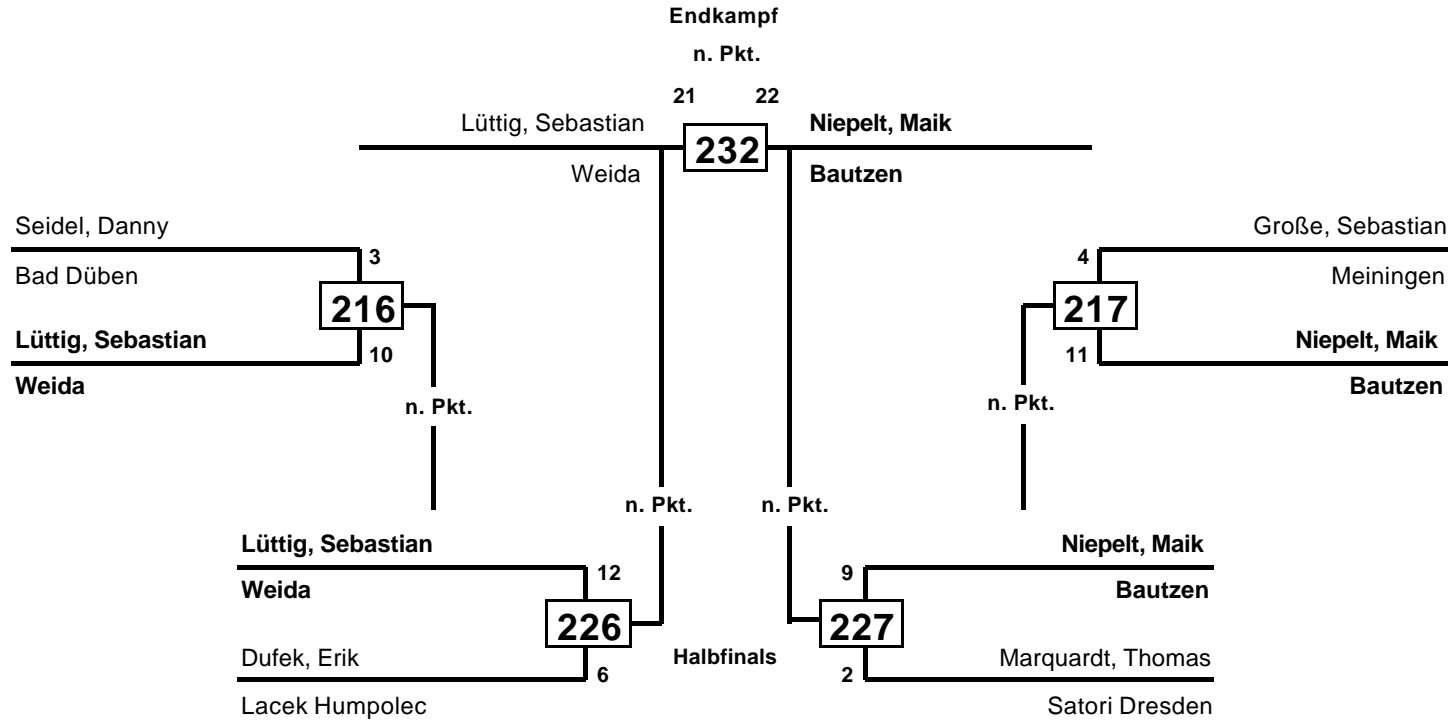 Endkampf
n. Pkt.
21 22
Lüttig, Sebastian 232 Niepelt, Maik
Weida Bautzen
Seidel, Danny 3 4 Große, Sebastian
Bad Düben Meiningen
216 217
Lüttig, Sebastian 10 11 Niepelt, Maik
Weida Bautzen
n. Pkt. n. Pkt.
n. Pkt. n. Pkt.
Lüttig, Sebastian Niepelt, Maik
12 9
Weida Bautzen
226 227
Dufek, Erik Halbfinals Marquardt, Thomas
6 2
Lacek Humpolec Satori Dresden